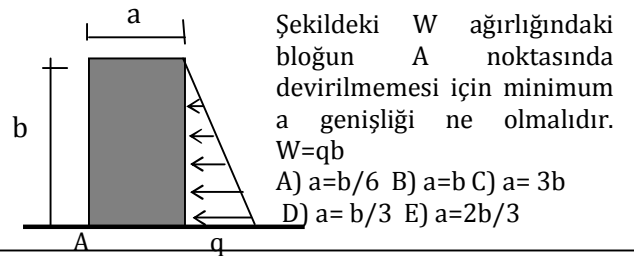 a
b
A
q
Şekildeki W ağırlığındaki
bloğun A noktasında
devirilmemesi için minimum
a genişliği ne olmalıdır.
W=qb
A) a=b/6 B) a=b C) a= 3b
D) a= b/3 E) a=2b/3